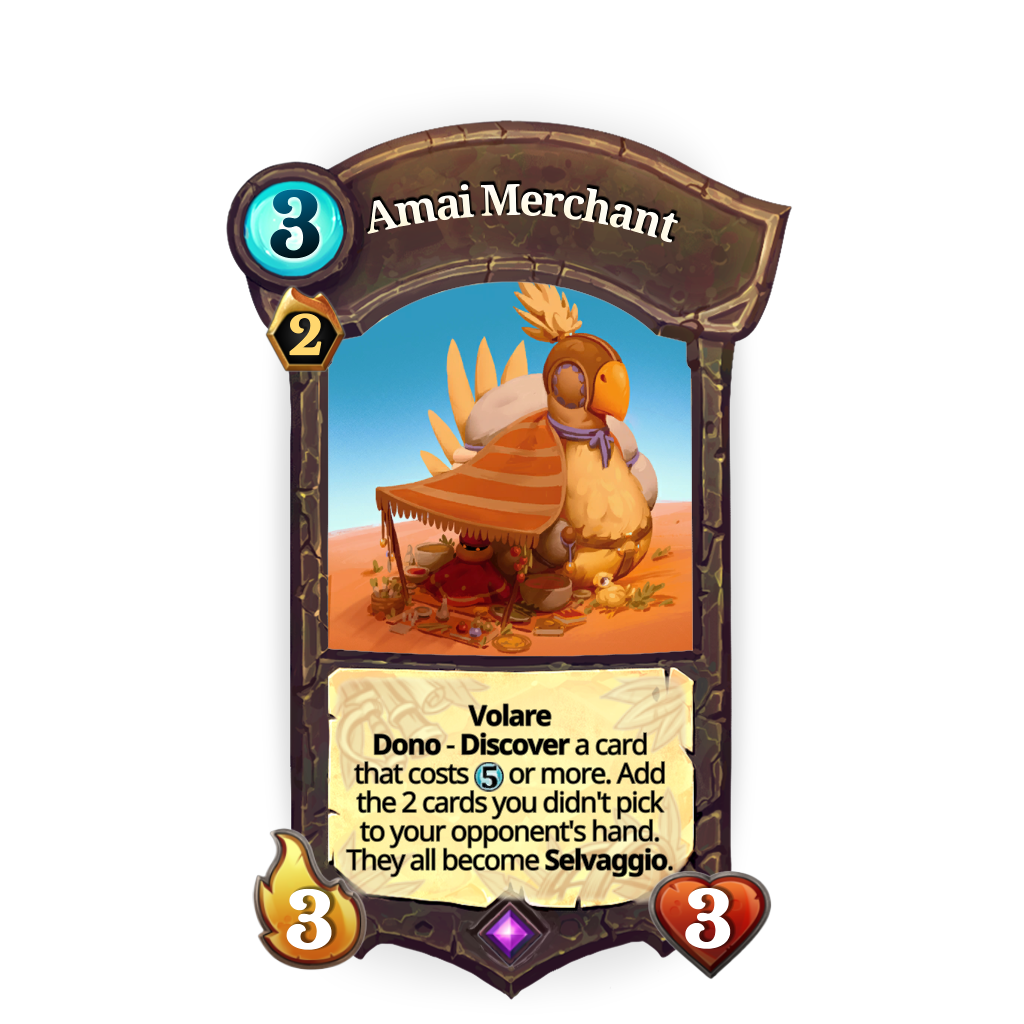 3
Amai Merchant
2
Volare
Dono - Discover a card
that costs 5 or more. Add
the 2 cards you didn't pick
to your opponent's hand.
They all become Selvaggio.
3
3